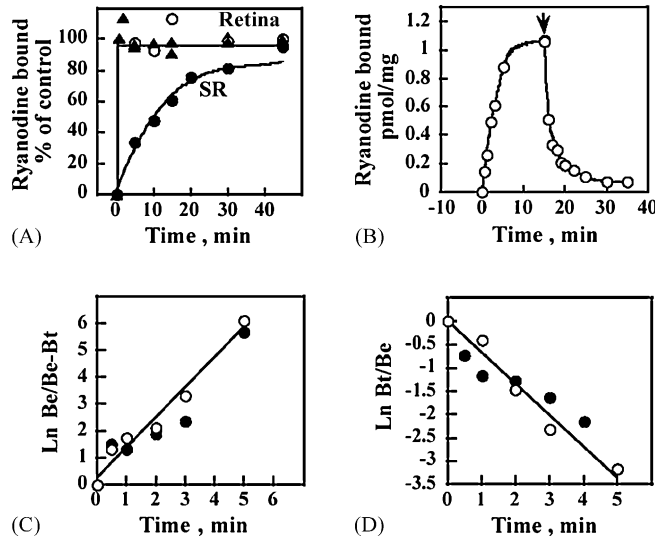 Retina
SR
100
80
60
40
20
0
0 10 20 30 40
Ryanodine bound
% of control
Time , min
(A)
1.2
1
0.8
0.6
0.4
0.2
0
-10 0 10 20 30 40
Ryanodine bound
pmol/mg
Time , min
(B)
6
5
4
3
2
1
0
0 1 2 3 4 5 6
Ln Be/Be-Bt
Time , min
(C)
0
-0.5
-1
-1.5
-2
-2.5
-3
-3.5
0 1 2 3 4 5
Ln Bt/Be
Time , min
(D)